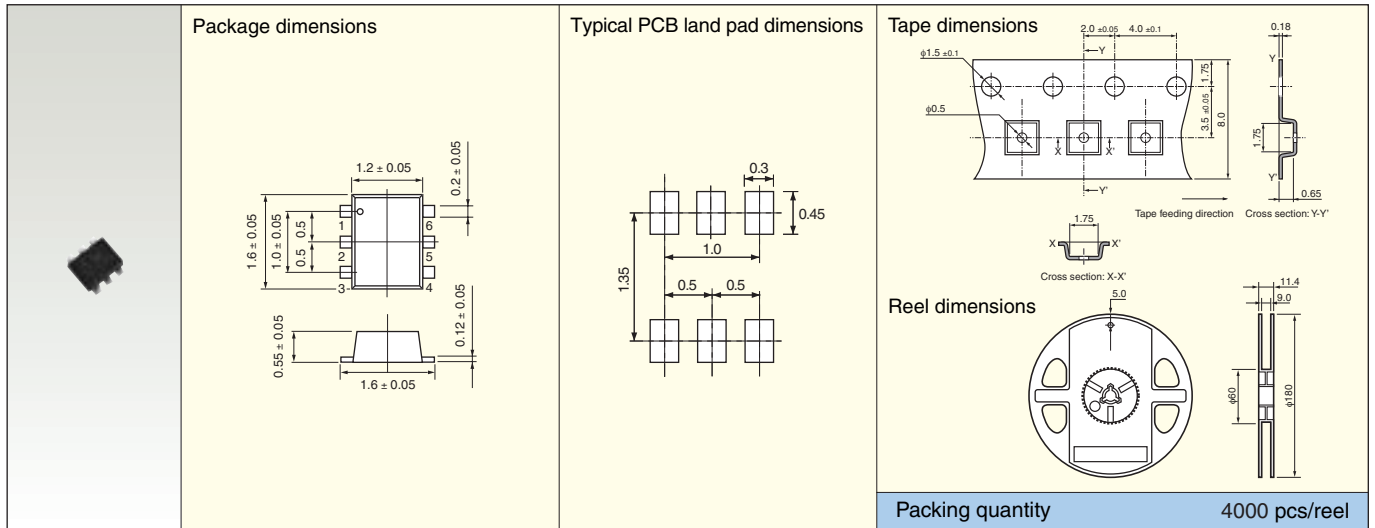 Package dimensions
1.2 ± 0.05
0.2 ± 0.05
1.6 ± 0.05
1.0 ± 0.05
0.5
0.5
1
6
2
5
3
4
0.55 ± 0.05
0.12 ± 0.05
1.6 ± 0.05
Typical PCB land pad dimensions
0.3
0.45
1.0
1.35
0.5
0.5
Tape dimensions
2.0 ±0.05
4.0 ±0.1
0.18
φ1.5 ±0.1
Y
Y
1.75
φ0.5
3.5 ±0.05
8.0
1.75
X
X'
Y'
Y'
0.65
Tape feeding direction
Cross section: Y-Y'
1.75
X
X'
Cross section: X-X'
Reel dimensions
5.0
11.4
9.0
φ60
φ180
Packing quantity
4000 pcs/reel